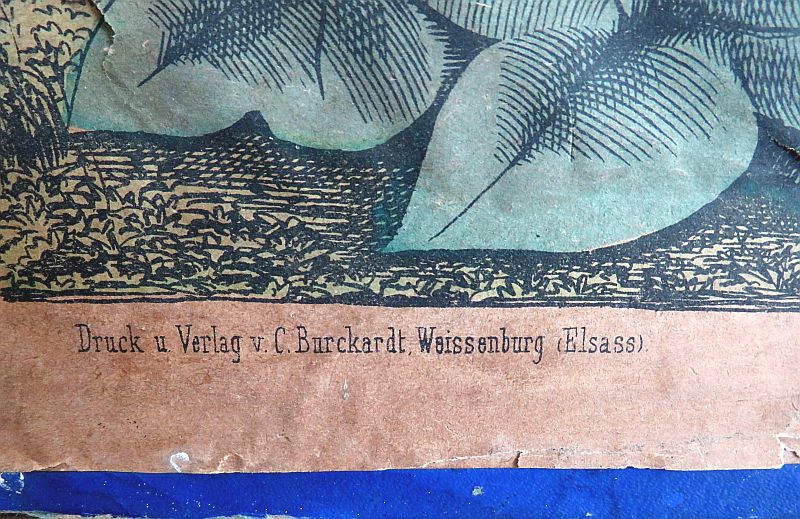 Druck u. Verlag v. C. Burckardt, Weissenburg (Elsass).